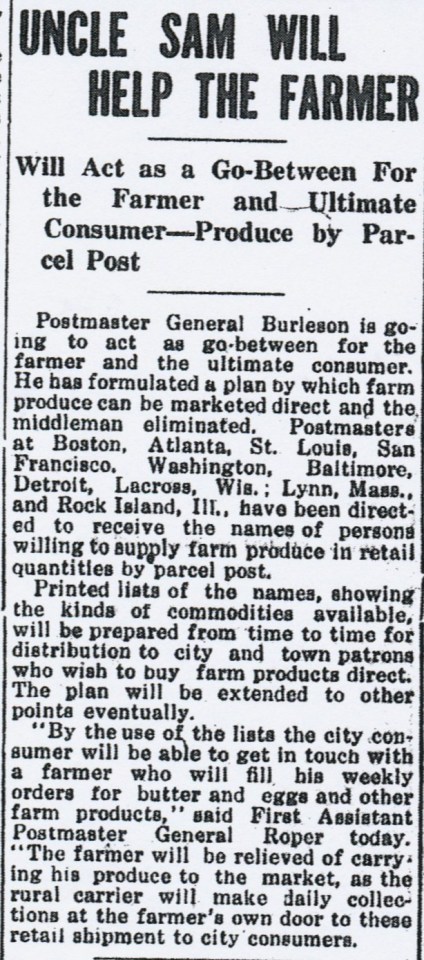 UNCLE SAM WILL
HELP THE FARMER
Will Act as a Go-Between For
the Farmer and Ultimate
Consumer—Produce by Par-
cel Post
Postmaster General Burleson is go-
ing to act as go-between for the
farmer and the ultimate consumer.
He has formulated a plan by which farm
produce can be marketed direct and the
middleman eliminated. Postmasters
at Boston, Atlanta, St. Louis, San
Francisco, Washington, Baltimore,
Detroit, Lacross, Wis.; Lynn, Mass.,
and Rock Island, Ill., have been direct-
ed to receive the names of persons
willing to supply farm produce in retail
quantities by parcel post.
Printed lists of the names, showing
the kinds of commodities available,
will be prepared from time to time for
distribution to city and town patrons
who wish to buy farm products direct.
The plan will be extended to other
points eventually.
"By the use of the lists the city con-
sumer will be able to get in touch with
a farmer who will fill his weekly
orders for butter and eggs and other
farm products," said First Assistant
Postmaster General Roper today.
"The farmer will be relieved of carry-
ing his produce to the market, as the
rural carrier will make daily collec-
tions at the farmer's own door to these
retail shipment to city consumers.